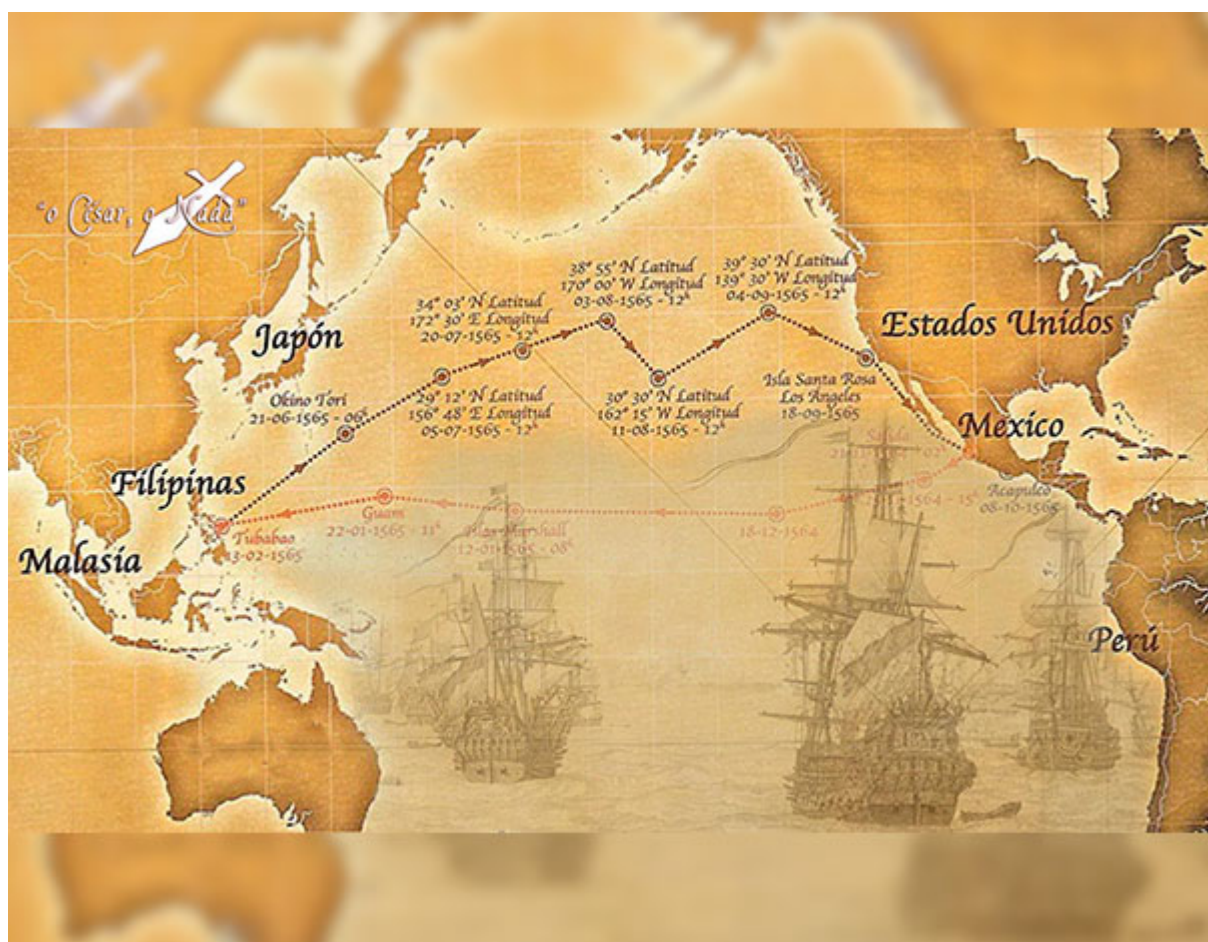 "o César, o Nada"
38° 55' N Latitud
170° 00' W Longitud
03-08-1565 - 12h
39° 30' N Latitud
139° 30' W Longitud
04-09-1565 - 12h
34° 03' N Latitud
172° 30' E Longitud
20-07-1565 - 12h
Japón
Estados Unidos
Okino Tori
21-06-1565 - 06h
29° 12' N Latitud
156° 48' E Longitud
05-07-1565 - 12h
30° 30' N Latitud
162° 15' W Longitud
11-08-1565 - 12h
Isla Santa Rosa
Los Angeles
18-09-1565
Mexico
Salida
Filipinas
Acapulco
08-10-1565
-1564 - 15h
Guam
22-01-1565 - 11h
Islas Marshall
12-01-1565 - 08h
18-12-1564
Tubabao
13-02-1565
Malasía
Perú